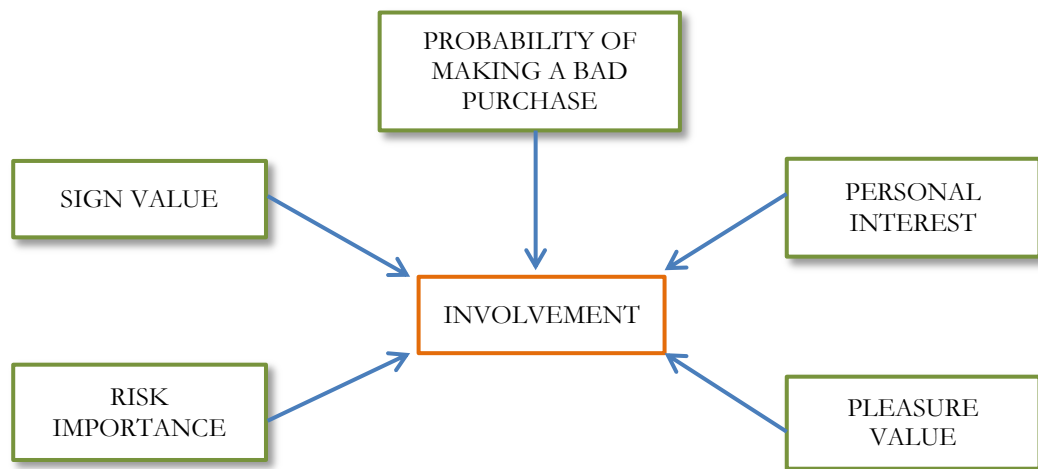 PROBABILITY OF
MAKING A BAD
PURCHASE
SIGN VALUE
PERSONAL
INTEREST
INVOLVEMENT
RISK
IMPORTANCE
PLEASURE
VALUE